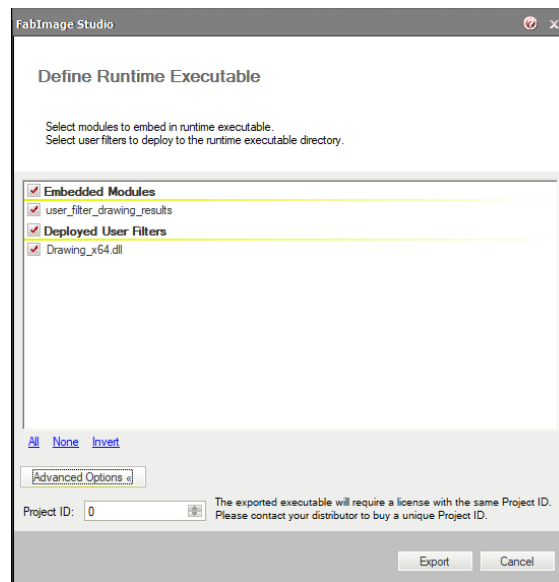 FabImage Studio
Define Runtime Executable
Select modules to embed in runtime executable.
Select user filters to deploy to the runtime executable directory.
Embedded Modules
user_filter_drawing_results
Deployed User Filters
Drawing_x64.dll
All None Invert
Advanced Options «
Project ID: 0
The exported executable will require a license with the same Project ID.
Please contact your distributor to buy a unique Project ID.
Export Cancel